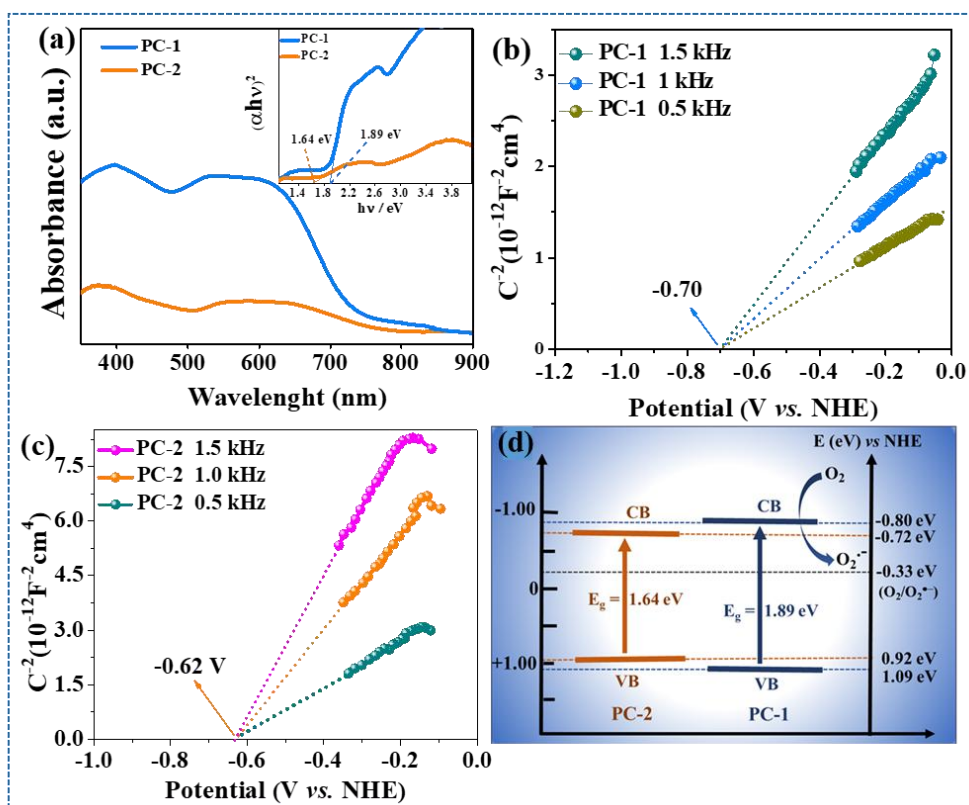 (a)
PC-1
PC-2
Absorbance (a.u.)
400 500 600 700 800 900
Wavelenght (nm)
PC-1
PC-2
(αhν)²
1.64 eV
1.89 eV
1.4 1.8 2.2 2.6 3.0 3.4 3.8
hν / eV
(b)
PC-1 1.5 kHz
PC-1 1 kHz
PC-1 0.5 kHz
C⁻²(10⁻¹²F⁻²cm⁴)
3
2
1
0
-0.70
-1.2 -1.0 -0.8 -0.6 -0.4 -0.2 0.0
Potential (V vs. NHE)
(c)
PC-2 1.5 kHz
PC-2 1.0 kHz
PC-2 0.5 kHz
C⁻²(10⁻¹²F⁻²cm⁴)
7.5
6.0
4.5
3.0
1.5
0.0
-0.62 V
-1.0 -0.8 -0.6 -0.4 -0.2 0.0
Potential (V vs. NHE)
(d)
E (eV) vs NHE
-1.00
0
+1.00
CB
CB
O₂
O₂•⁻
-0.80 eV
-0.72 eV
-0.33 eV
(O₂/O₂•⁻)
E₉ = 1.64 eV
E₉ = 1.89 eV
0.92 eV
1.09 eV
VB
VB
PC-2
PC-1